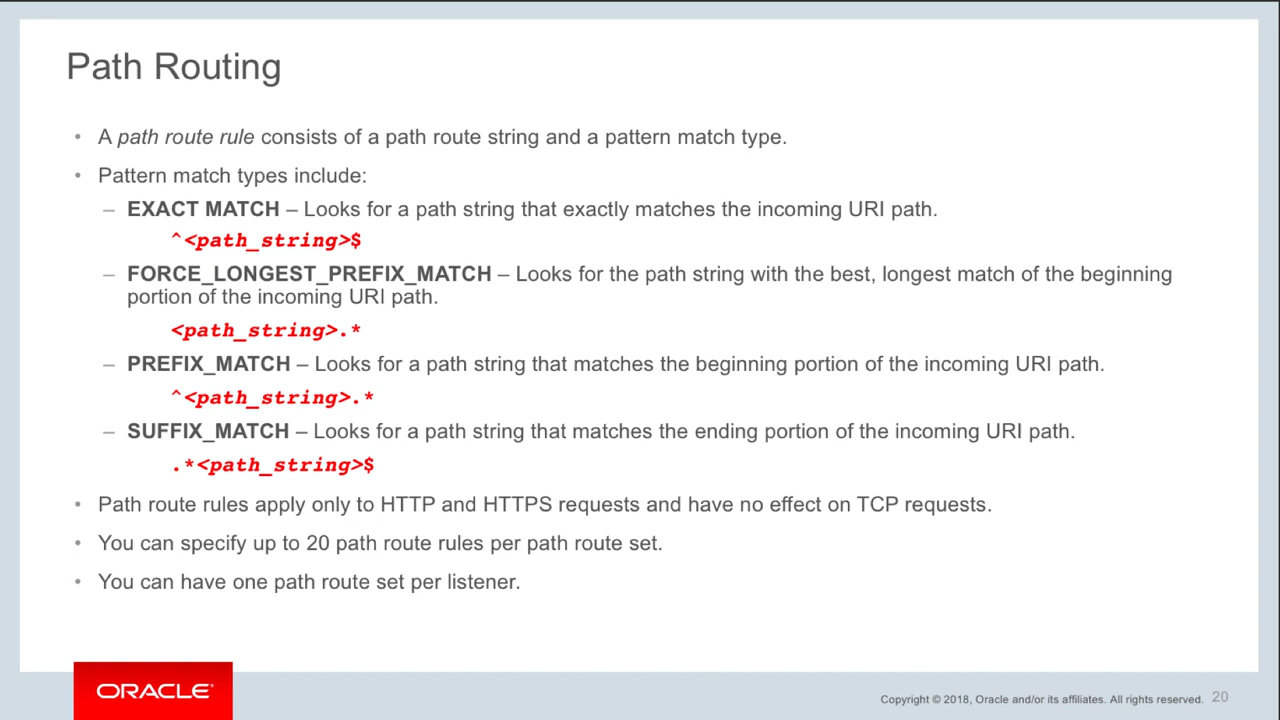 Path Routing
• A path route rule consists of a path route string and a pattern match type.
• Pattern match types include:
– EXACT MATCH – Looks for a path string that exactly matches the incoming URI path.
^<path_string>$
– FORCE_LONGEST_PREFIX_MATCH – Looks for the path string with the best, longest match of the beginning
portion of the incoming URI path.
<path_string>.*
– PREFIX_MATCH – Looks for a path string that matches the beginning portion of the incoming URI path.
^<path_string>.*
– SUFFIX_MATCH – Looks for a path string that matches the ending portion of the incoming URI path.
.*<path_string>$
• Path route rules apply only to HTTP and HTTPS requests and have no effect on TCP requests.
• You can specify up to 20 path route rules per path route set.
• You can have one path route set per listener.
ORACLE®
Copyright © 2018, Oracle and/or its affiliates. All rights reserved. 20